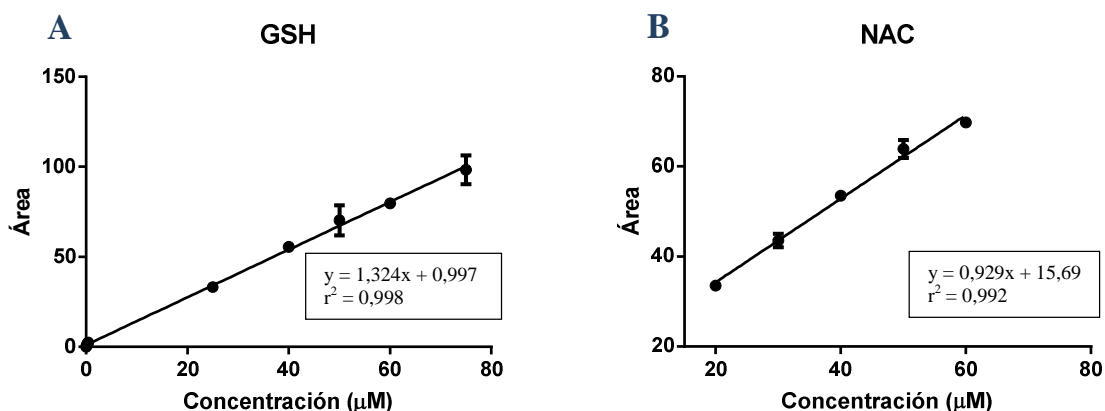 A
GSH
150
100
50
0
Área
0 20 40 60 80
Concentración (μM)
y = 1,324x + 0,997
r² = 0,998
B
NAC
80
60
40
20
Área
20 40 60 80
Concentración (μM)
y = 0,929x + 15,69
r² = 0,992